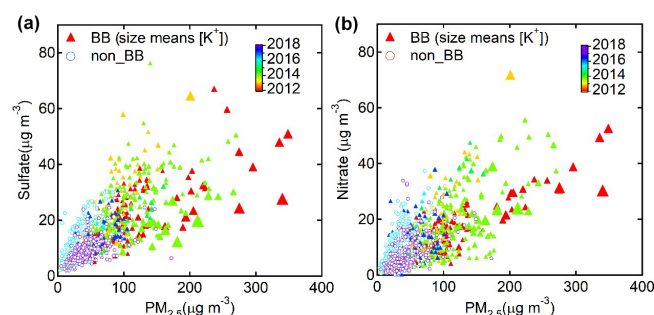 (a)
BB (size means [K⁺])
non_BB
2018
2016
2014
2012
80
60
40
20
0
Sulfate(μg m⁻³)
0 100 200 300 400
PM₂.₅(μg m⁻³)
(b)
BB (size means [K⁺])
non_BB
2018
2016
2014
2012
80
60
40
20
0
Nitrate(μg m⁻³)
0 100 200 300 400
PM₂.₅(μg m⁻³)